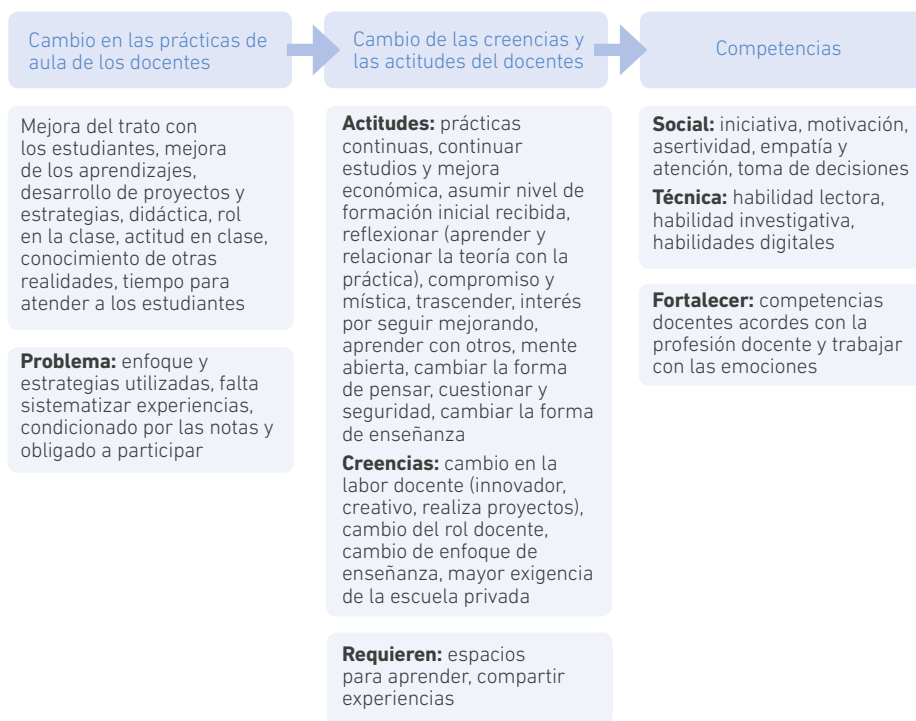 Cambio en las prácticas de
aula de los docentes
Cambio de las creencias y
las actitudes del docentes
Competencias
Mejora del trato con
los estudiantes, mejora
de los aprendizajes,
desarrollo de proyectos y
estrategias, didáctica, rol
en la clase, actitud en clase,
conocimiento de otras
realidades, tiempo para
atender a los estudiantes
Problema: enfoque y
estrategias utilizadas, falta
sistematizar experiencias,
condicionado por las notas y
obligado a participar
Actitudes: prácticas
continuas, continuar
estudios y mejora
económica, asumir nivel de
formación inicial recibida,
reflexionar (aprender y
relacionar la teoría con la
práctica), compromiso y
mística, trascender, interés
por seguir mejorando,
aprender con otros, mente
abierta, cambiar la forma
de pensar, cuestionar y
seguridad, cambiar la forma
de enseñanza
Creencias: cambio en la
labor docente (innovador,
creativo, realiza proyectos),
cambio del rol docente,
cambio de enfoque de
enseñanza, mayor exigencia
de la escuela privada
Requieren: espacios
para aprender, compartir
experiencias
Social: iniciativa, motivación,
asertividad, empatía y
atención, toma de decisiones
Técnica: habilidad lectora,
habilidad investigativa,
habilidades digitales
Fortalecer: competencias
docentes acordes con la
profesión docente y trabajar
con las emociones